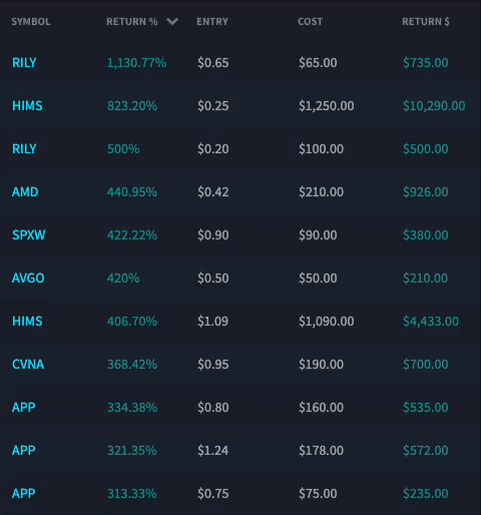 SYMBOL RETURN % ENTRY COST RETURN $
RILY 1,130.77% $0.65 $65.00 $735.00
HIMS 823.20% $0.25 $1,250.00 $10,290.00
RILY 500% $0.20 $100.00 $500.00
AMD 440.95% $0.42 $210.00 $926.00
SPXW 422.22% $0.90 $90.00 $380.00
AVGO 420% $0.50 $50.00 $210.00
HIMS 406.70% $1.09 $1,090.00 $4,433.00
CVNA 368.42% $0.95 $190.00 $700.00
APP 334.38% $0.80 $160.00 $535.00
APP 321.35% $1.24 $178.00 $572.00
APP 313.33% $0.75 $75.00 $235.00